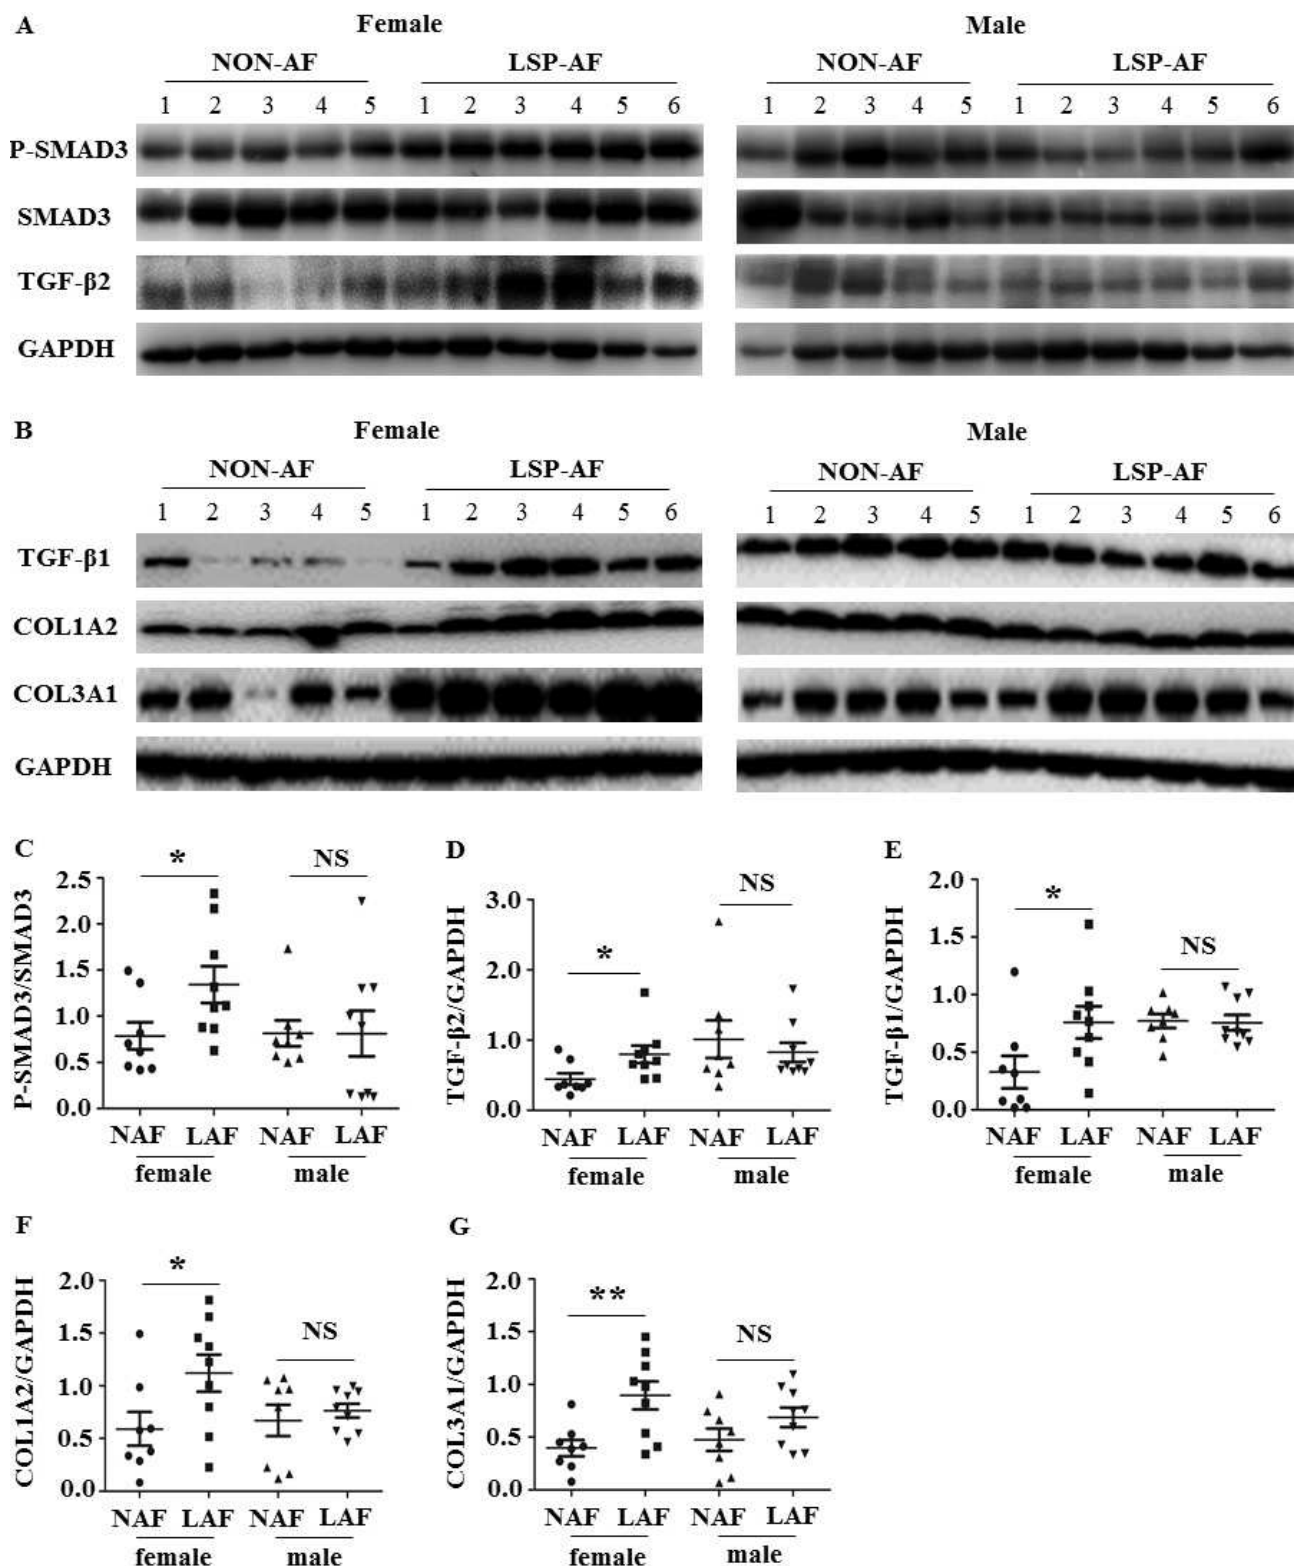 A
Female
Male
NON-AF
LSP-AF
NON-AF
LSP-AF
1 2 3 4 5 1 2 3 4 5 6
1 2 3 4 5 1 2 3 4 5 6
P-SMAD3
SMAD3
TGF-β2
GAPDH
B
Female
Male
NON-AF
LSP-AF
NON-AF
LSP-AF
1 2 3 4 5 1 2 3 4 5 6
1 2 3 4 5 1 2 3 4 5 6
TGF-β1
COL1A2
COL3A1
GAPDH
C
P-SMAD3/SMAD3
2.5
2.0
1.5
1.0
0.5
0.0
*
NS
NAF LAF NAF LAF
female male
D
TGF-β2/GAPDH
3.0
2.0
1.0
0.0
*
NS
NAF LAF NAF LAF
female male
E
TGF-β1/GAPDH
2.0
1.5
1.0
0.5
0.0
*
NS
NAF LAF NAF LAF
female male
F
COL1A2/GAPDH
2.0
1.5
1.0
0.5
0.0
*
NS
NAF LAF NAF LAF
female male
G
COL3A1/GAPDH
2.0
1.5
1.0
0.5
0.0
**
NS
NAF LAF NAF LAF
female male